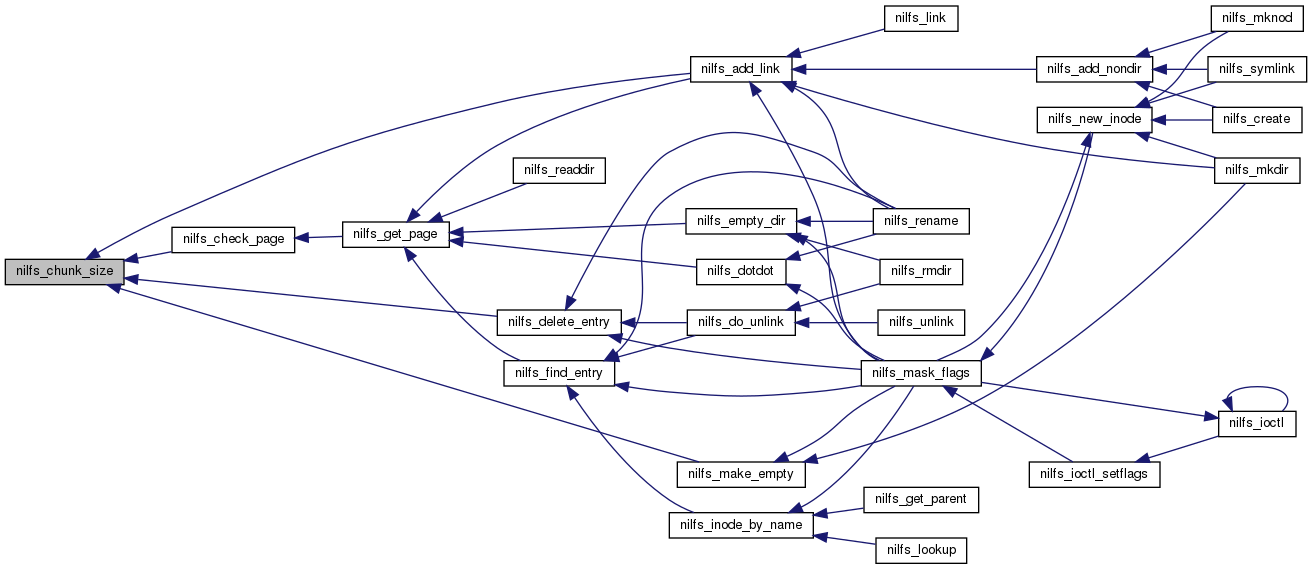 nilfs_link
nilfs_mknod
nilfs_add_link
nilfs_add_nondir
nilfs_symlink
nilfs_new_inode
nilfs_create
nilfs_readdir
nilfs_mkdir
nilfs_empty_dir
nilfs_rename
nilfs_check_page
nilfs_get_page
nilfs_chunk_size
nilfs_dotdot
nilfs_rmdir
nilfs_delete_entry
nilfs_do_unlink
nilfs_unlink
nilfs_find_entry
nilfs_mask_flags
nilfs_ioctl
nilfs_make_empty
nilfs_ioctl_setflags
nilfs_get_parent
nilfs_inode_by_name
nilfs_lookup